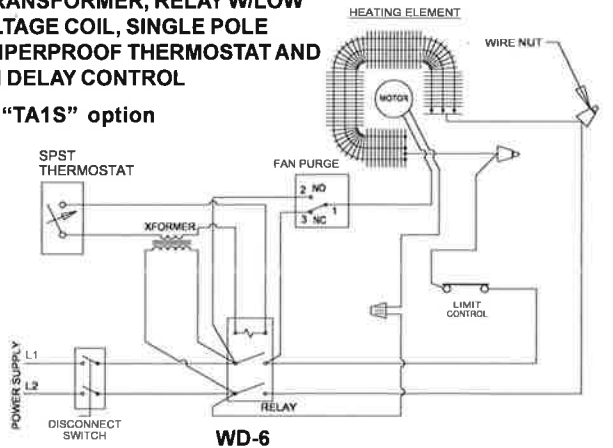 TRANSFORMER, RELAY W/LOW
LTAGE COIL, SINGLE POLE
MPERPROOF THERMOSTAT AND
DELAY CONTROL
"TA1S" option
HEATING ELEMENT
WIRE NUT
MOTOR
SPST
THERMOSTAT
FAN PURGE
2 NO
1
3 NC
XFORMER
LIMIT
CONTROL
POWER SUPPLY
L1
L2
RELAY
DISCONNECT
SWITCH
WD-6